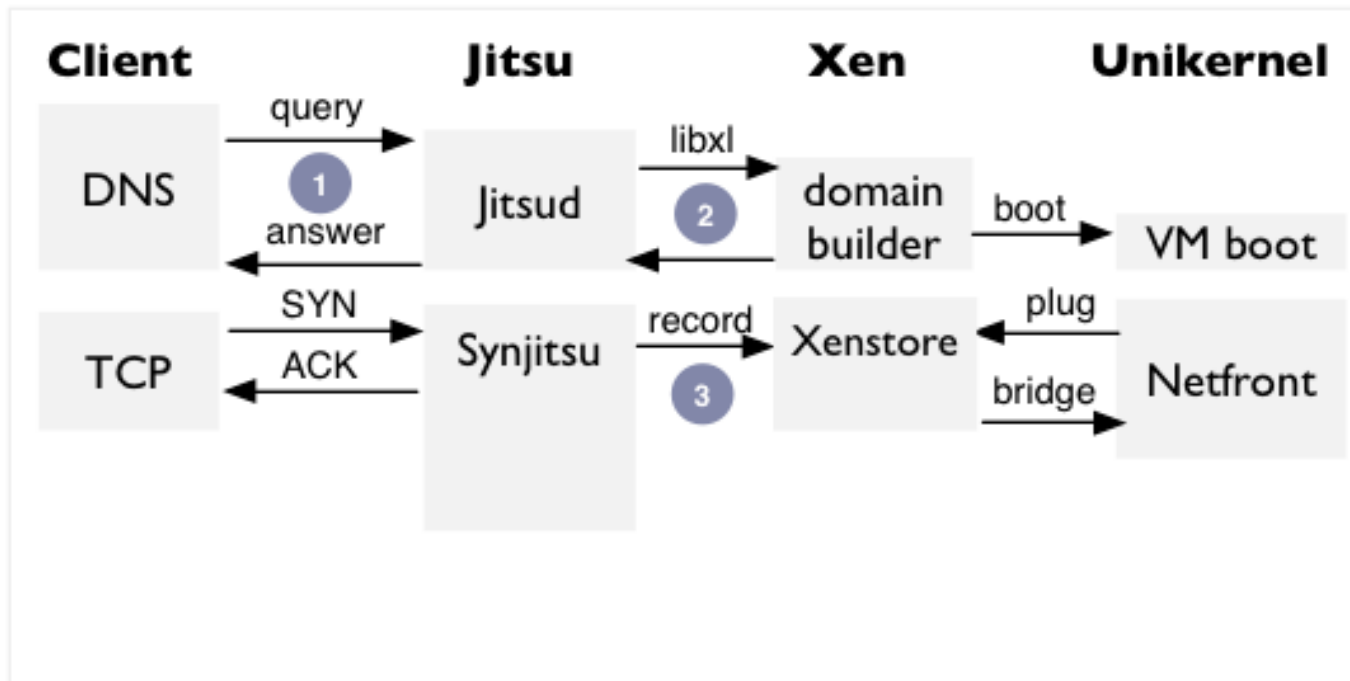 Client Jitsu Xen Unikernel
query
DNS
1
answer
Jitsud
libxl
2
domain
builder
boot
VM boot
SYN
TCP
ACK
Synjitsu
record
3
Xenstore
plug
bridge
Netfront